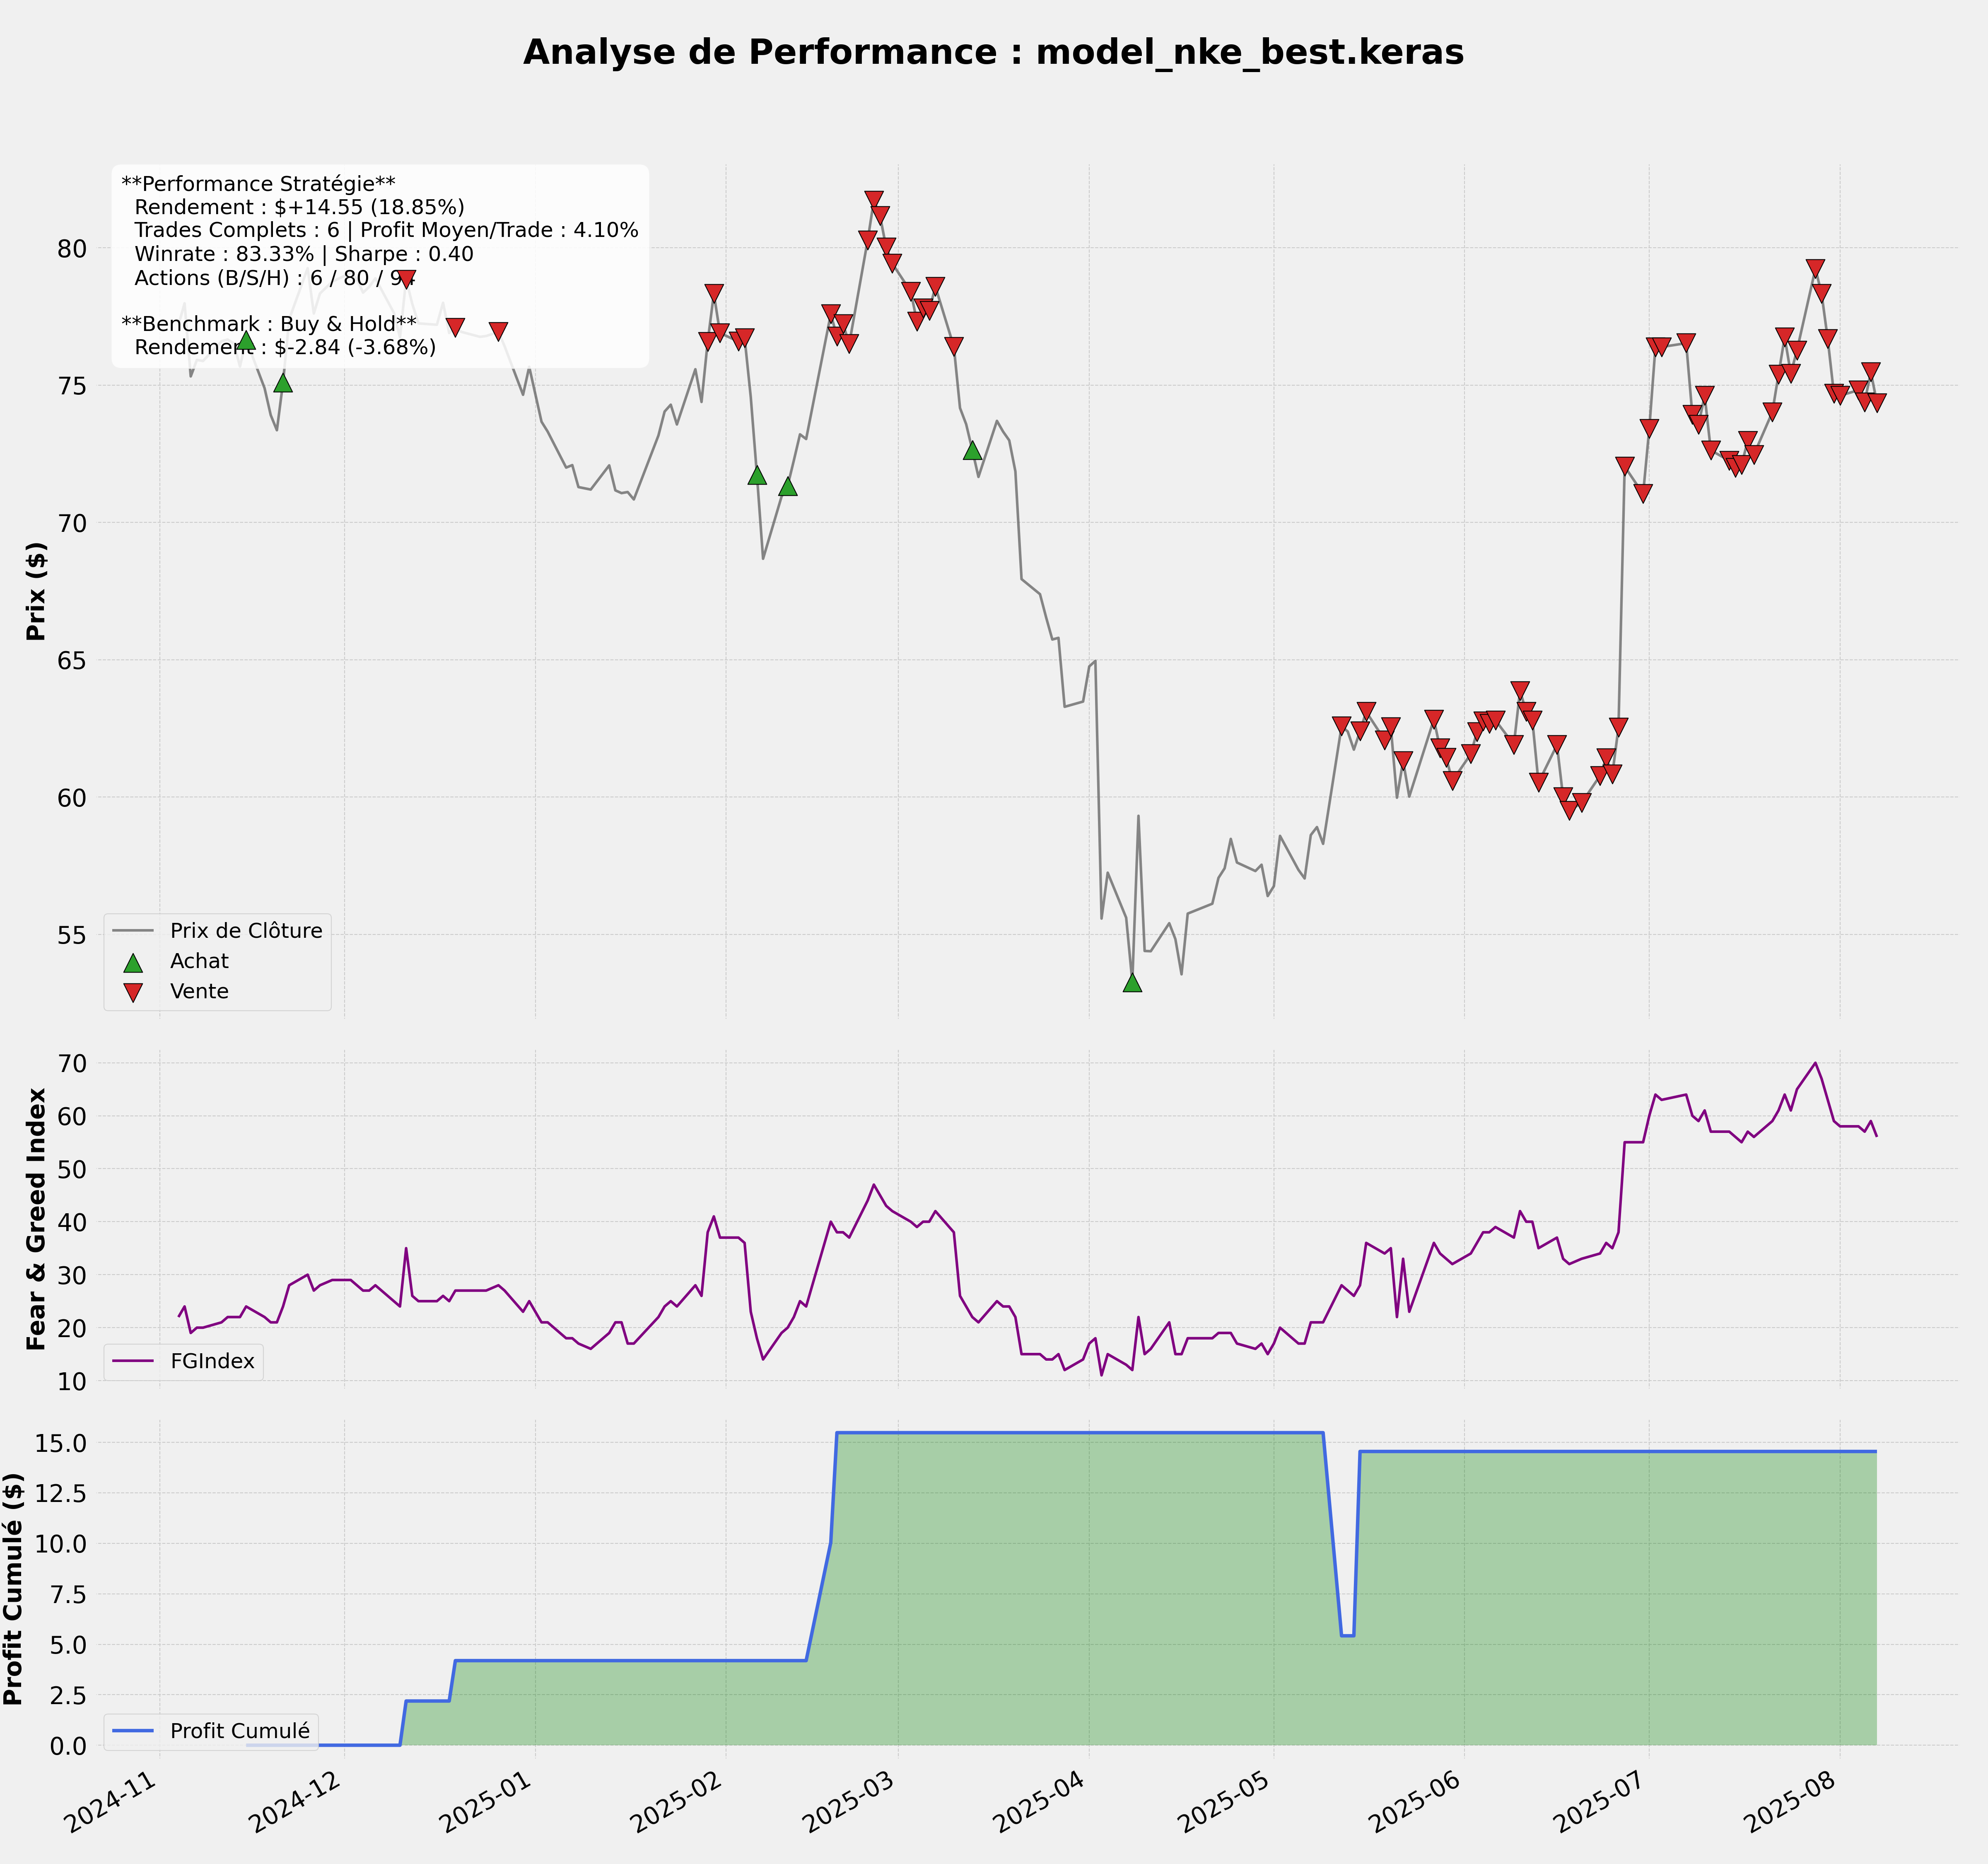 Analyse de Performance : model_nke_best.keras
**Performance Stratégie**
Rendement : $+14.55 (18.85%)
Trades Complets : 6 | Profit Moyen/Trade : 4.10%
Winrate : 83.33% | Sharpe : 0.40
Actions (B/S/H) : 6 / 80 / 94
**Benchmark : Buy & Hold**
Rendement : $-2.84 (-3.68%)
Prix ($)
80
75
70
65
60
55
Prix de Clôture
Achat
Vente
Fear & Greed Index
70
60
50
40
30
20
10
FGIndex
Profit Cumulé ($)
15.0
12.5
10.0
7.5
5.0
2.5
0.0
Profit Cumulé
2024-11
2024-12
2025-01
2025-02
2025-03
2025-04
2025-05
2025-06
2025-07
2025-08